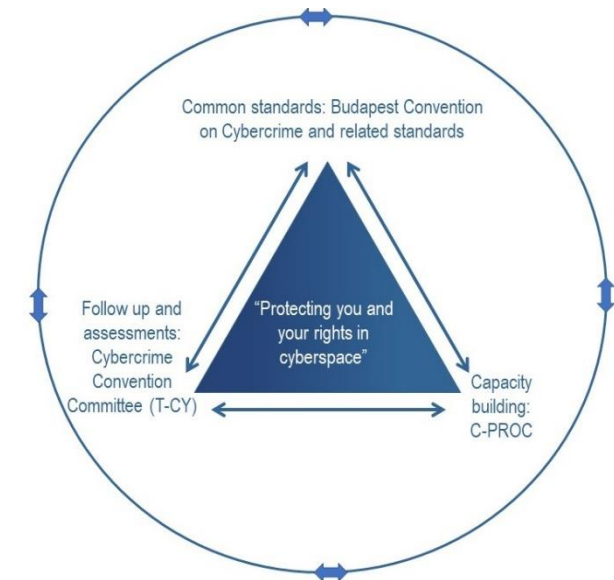 Common standards: Budapest Convention
on Cybercrime and related standards
Follow up and
assessments:
Cybercrime
Convention
Committee (T-CY)
“Protecting you and
your rights in
cyberspace”
Capacity
building:
C-PROC